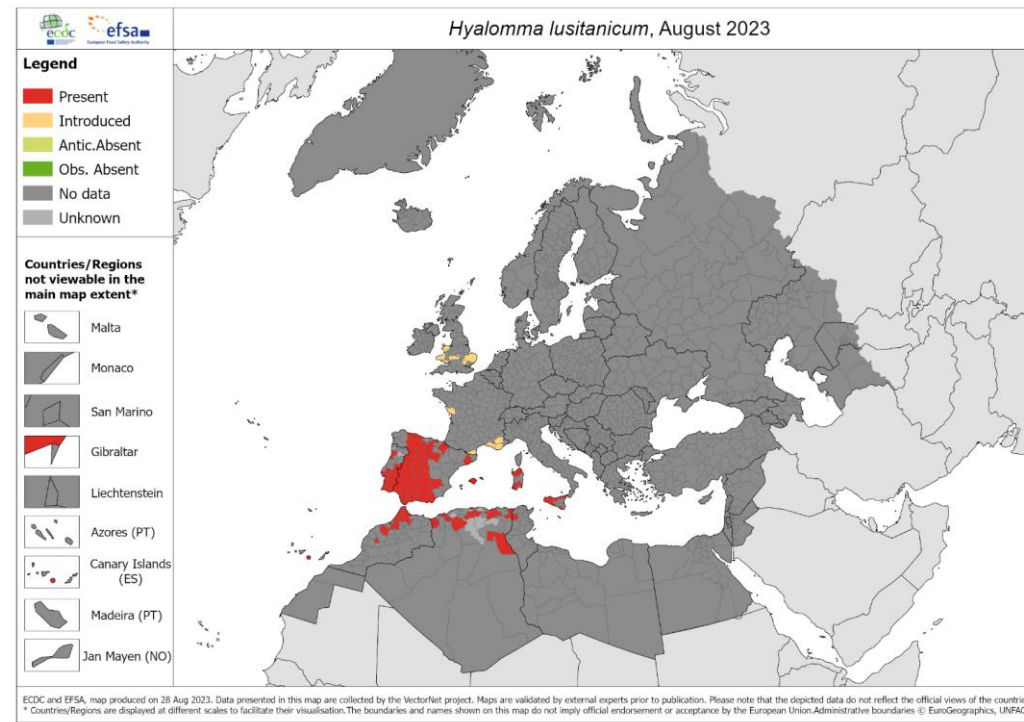 ecdc
efsa
European Food Safety Authority
Hyalomma lusitanicum, August 2023
Legend
Present
Introduced
Antic.Absent
Obs. Absent
No data
Unknown
Countries/Regions
not viewable in the
main map extent*
Malta
Monaco
San Marino
Gibraltar
Liechtenstein
Azores (PT)
Canary Islands
(ES)
Madeira (PT)
Jan Mayen (NO)
ECDC and EFSA, map produced on 28 Aug 2023. Data presented in this map are collected by the VectorNet project. Maps are validated by external experts prior to publication. Please note that the depicted data do not reflect the official views of the
* Countries/Regions are displayed at different scales to facilitate their visualisation.The boundaries and names shown on this map do not imply official endorsement or acceptance by the European Union.Administrative boundaries © EuroGeographics,